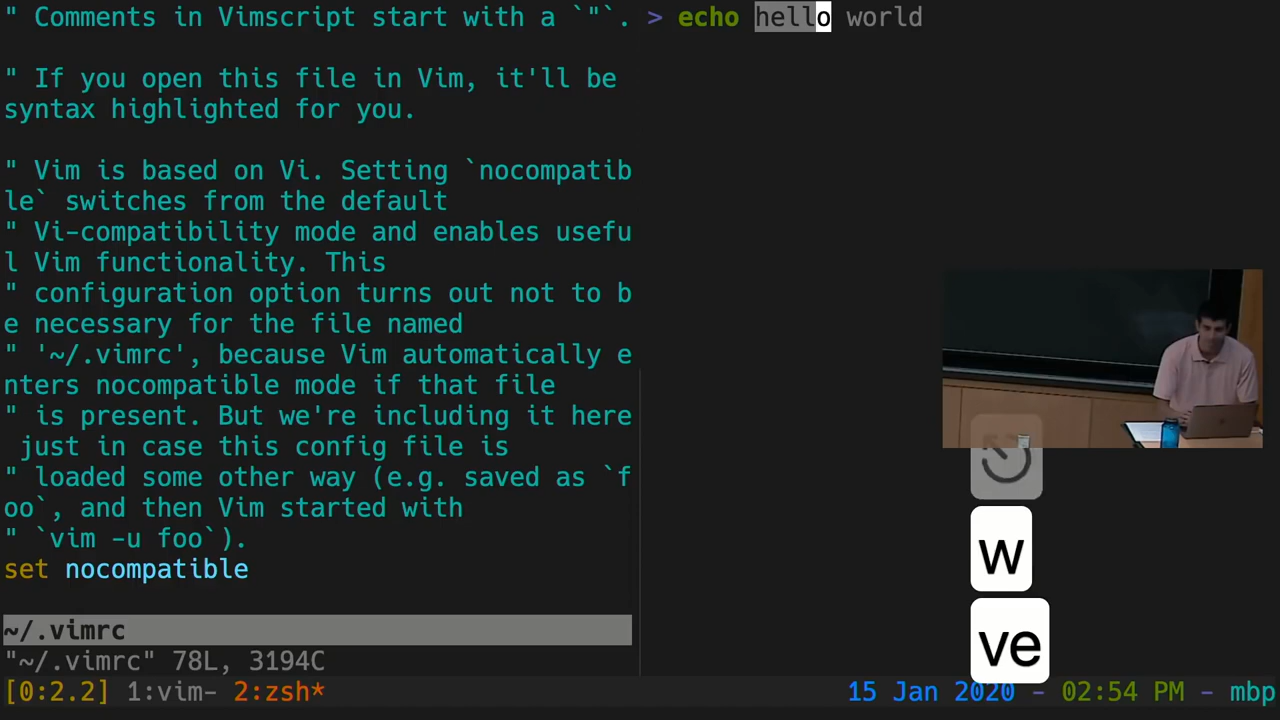 " Comments in Vimscript start with a `"`.
" If you open this file in Vim, it'll be
syntax highlighted for you.
" Vim is based on Vi. Setting `nocompatib
le` switches from the default
" Vi-compatibility mode and enables usefu
l Vim functionality. This
" configuration option turns out not to b
e necessary for the file named
" '~/.vimrc', because Vim automatically e
nters nocompatible mode if that file
" is present. But we're including it here
just in case this config file is
" loaded some other way (e.g. saved as `f
oo`, and then Vim started with
" `vim -u foo`).
set nocompatible
~/.vimrc
"~/.vimrc" 78L, 3194C
> echo hello world
w
ve
[0:2.2] 1:vim- 2:zsh* 15 Jan 2020 - 02:54 PM - mbp